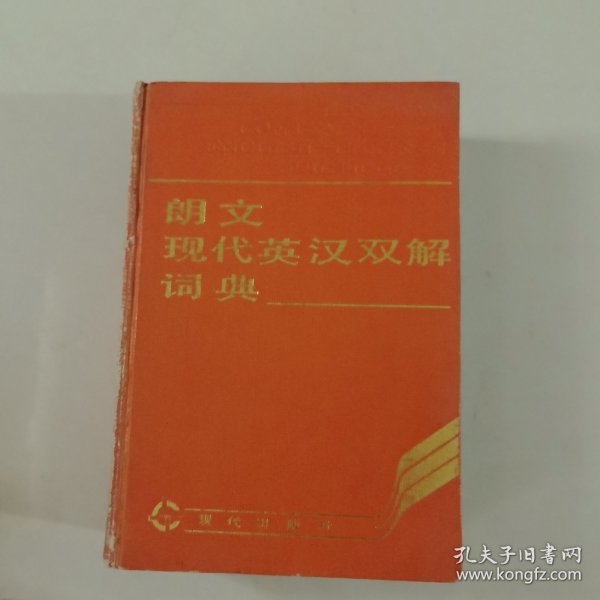 朗文
现代英汉双解
词典
现代出版社
孔夫子旧书网
www.kongfz.com